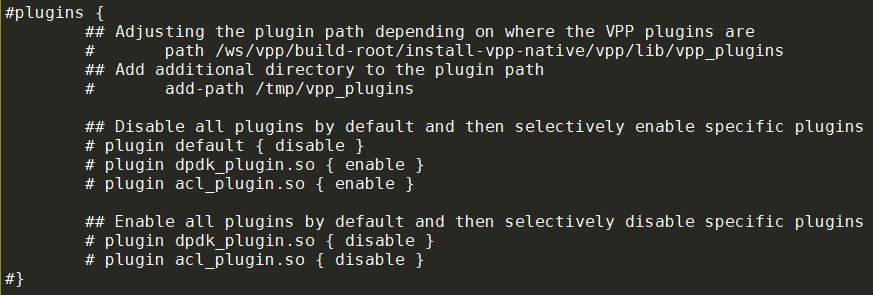 #plugins {
        ## Adjusting the plugin path depending on where the VPP plugins are
        #       path /ws/vpp/build-root/install-vpp-native/vpp/lib/vpp_plugins
        ## Add additional directory to the plugin path
        #       add-path /tmp/vpp_plugins

        ## Disable all plugins by default and then selectively enable specific plugins
        # plugin default { disable }
        # plugin dpdk_plugin.so { enable }
        # plugin acl_plugin.so { enable }

        ## Enable all plugins by default and then selectively disable specific plugins
        # plugin dpdk_plugin.so { disable }
        # plugin acl_plugin.so { disable }
#}